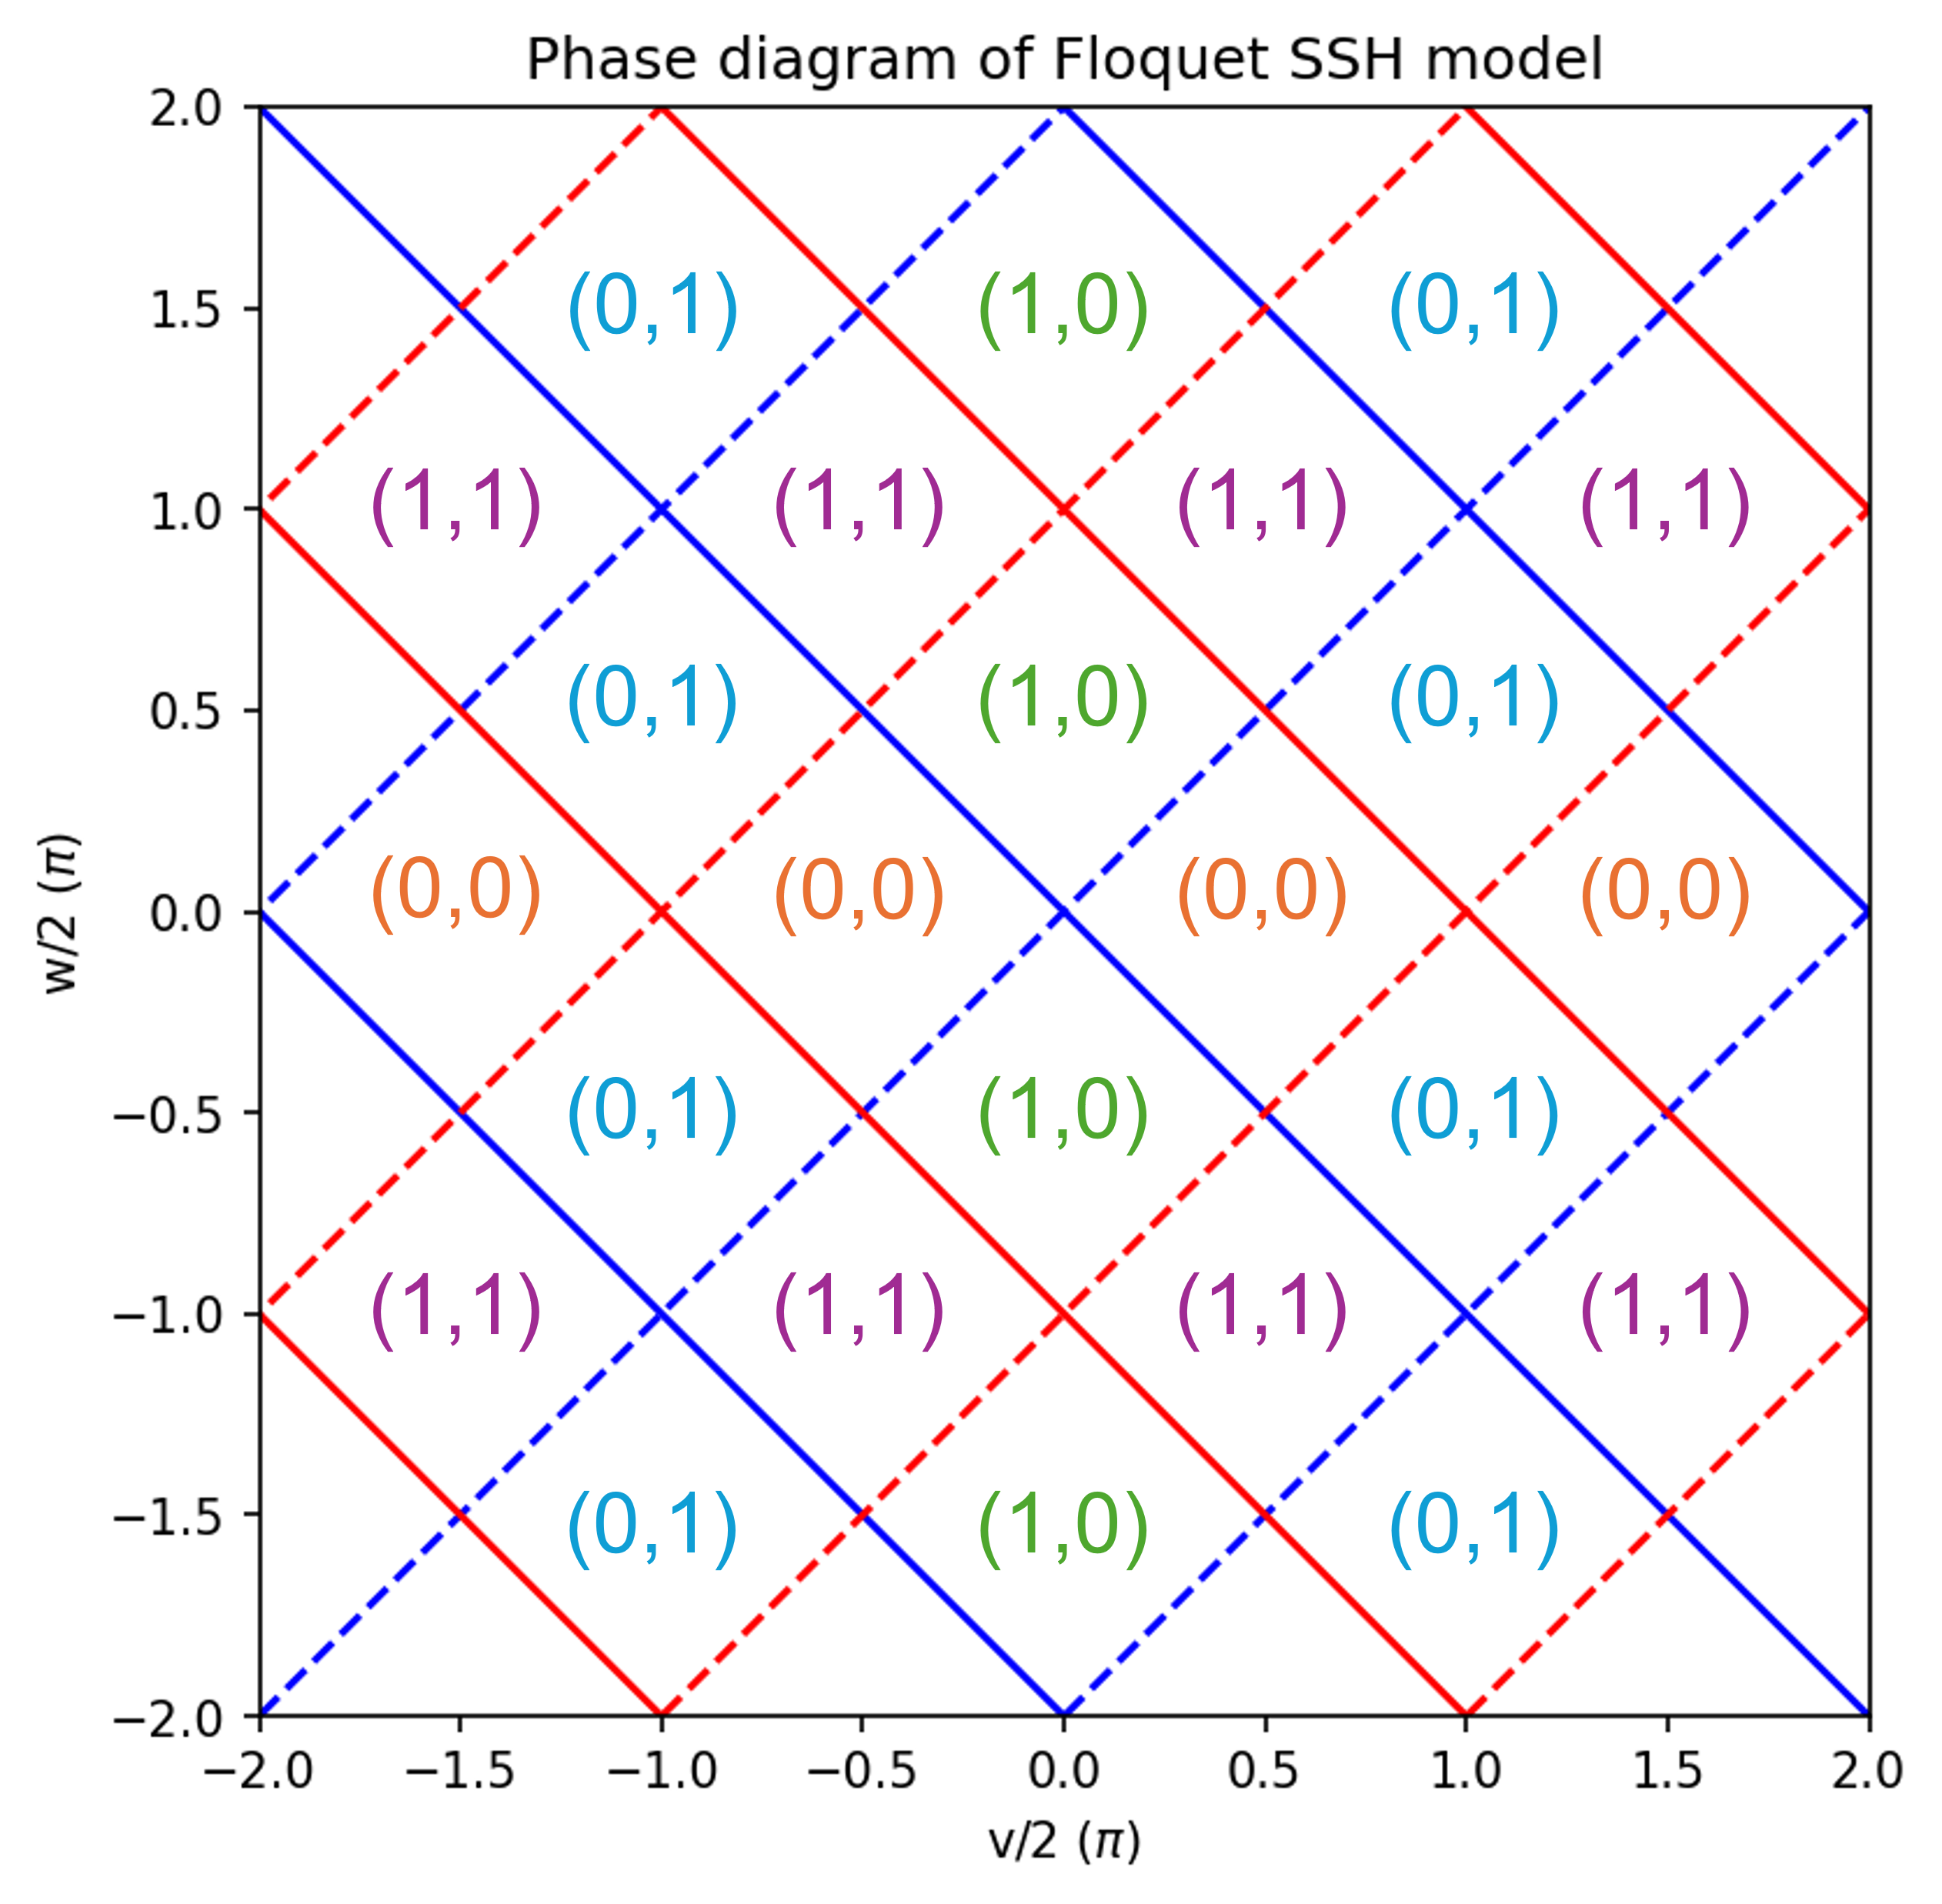 Phase diagram of Floquet SSH model
2.0
(0,1) (1,0) (0,1)
1.5
(1,1) (1,1) (1,1) (1,1)
1.0
(0,1) (1,0) (0,1)
0.5
(0,0) (0,0) (0,0) (0,0)
0.0
w/2 (π)
(0,1) (1,0) (0,1)
−0.5
(1,1) (1,1) (1,1) (1,1)
−1.0
(0,1) (1,0) (0,1)
−1.5
−2.0
−2.0 −1.5 −1.0 −0.5 0.0 0.5 1.0 1.5 2.0
v/2 (π)